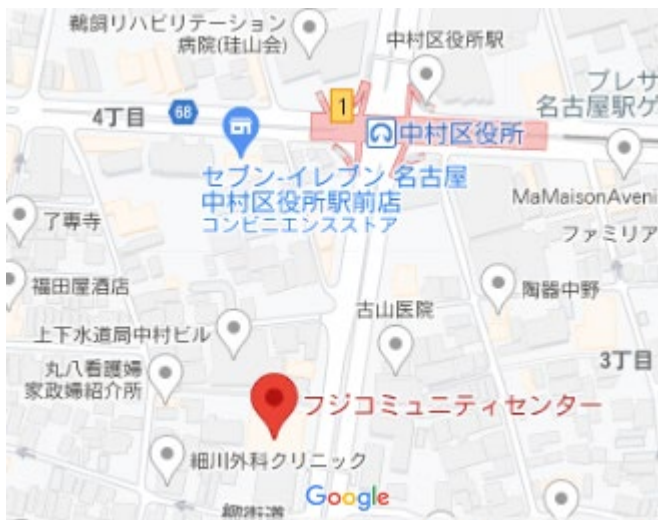 鵜飼リハビリテーション
病院(珪山会)
中村区役所駅
プレサ
名古屋駅ゲ
4丁目
68
1
中村区役所
セブン-イレブン 名古屋
中村区役所駅前店
コンビニエンスストア
MaMaisonAveni
了専寺
ファミリア
福田屋酒店
陶器中野
古山医院
上下水道局中村ビル
3丁目
丸八看護婦
家政婦紹介所
フジコミュニティセンター
細川外科クリニック
Google